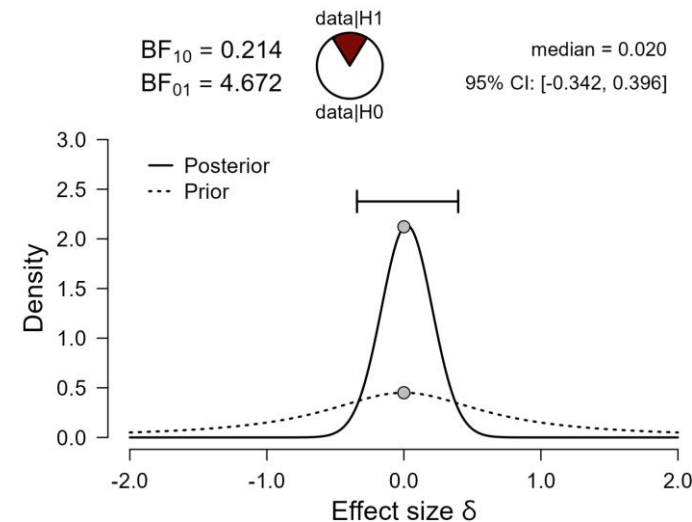 data|H1
BF₁₀ = 0.214
BF₀₁ = 4.672
data|H0
median = 0.020
95% CI: [-0.342, 0.396]
Posterior
Prior
Density
3.0
2.5
2.0
1.5
1.0
0.5
0.0
-2.0 -1.0 0.0 1.0 2.0
Effect size δ